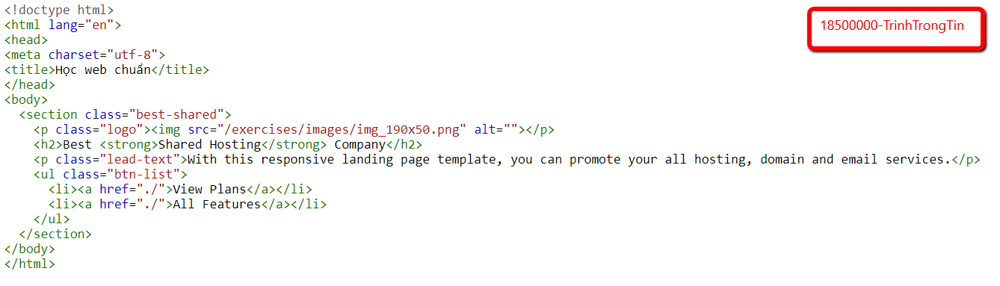 <!doctype html>
18500000-TrinhTrongTin
<html lang="en">
<head>
<meta charset="utf-8">
<title>Học web chuẩn</title>
</head>
<body>
  <section class="best-shared">
    <p class="logo"><img src="/exercises/images/img_190x50.png" alt=""></p>
    <h2>Best <strong>Shared Hosting</strong> Company</h2>
    <p class="lead-text">With this responsive landing page template, you can promote your all hosting, domain and email services.</p>
    <ul class="btn-list">
      <li><a href="./">View Plans</a></li>
      <li><a href="./">All Features</a></li>
    </ul>
  </section>
</body>
</html>